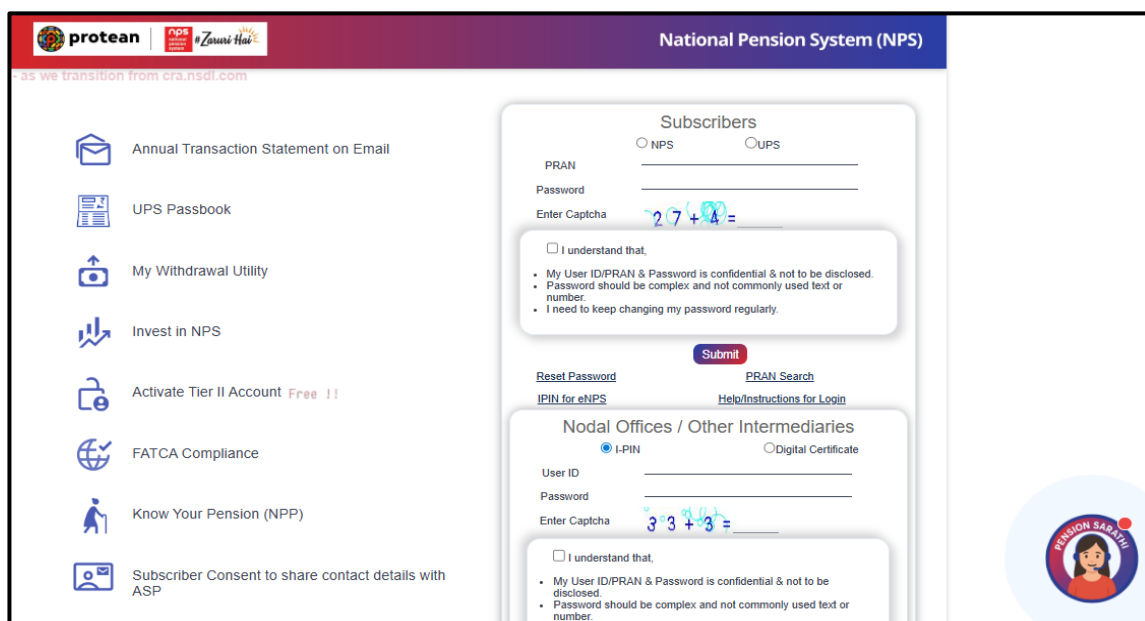 protean
nps
national
pension
system
#Zaruri Hai
National Pension System (NPS)
- as we transition from cra.nsdl.com
Annual Transaction Statement on Email
UPS Passbook
My Withdrawal Utility
Invest in NPS
Activate Tier II Account Free !!
FATCA Compliance
Know Your Pension (NPP)
Subscriber Consent to share contact details with
ASP
Subscribers
NPS UPS
PRAN
Password
Enter Captcha 27+4=
I understand that,
• My User ID/PRAN & Password is confidential & not to be disclosed.
• Password should be complex and not commonly used text or
number.
• I need to keep changing my password regularly.
Submit
Reset Password PRAN Search
IPIN for eNPS Help/Instructions for Login
Nodal Offices / Other Intermediaries
I-PIN Digital Certificate
User ID
Password
Enter Captcha 33+3=
I understand that,
• My User ID/PRAN & Password is confidential & not to be
disclosed.
• Password should be complex and not commonly used text or
number.
PENSION SARATHI